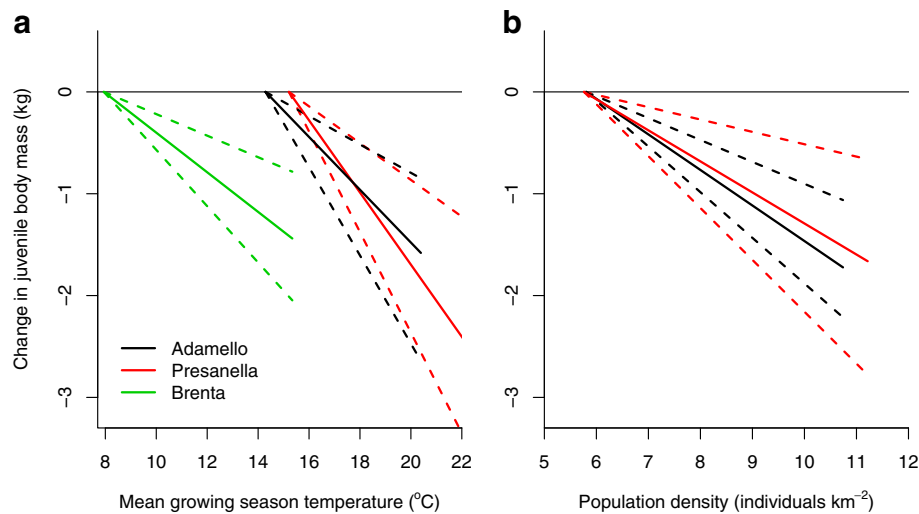 a
b
Change in juvenile body mass (kg)
0
−1
−2
−3
Adamello
Presanella
Brenta
8 10 12 14 16 18 20 22
Mean growing season temperature (°C)
0
−1
−2
−3
5 6 7 8 9 10 11 12
Population density (individuals km⁻²)